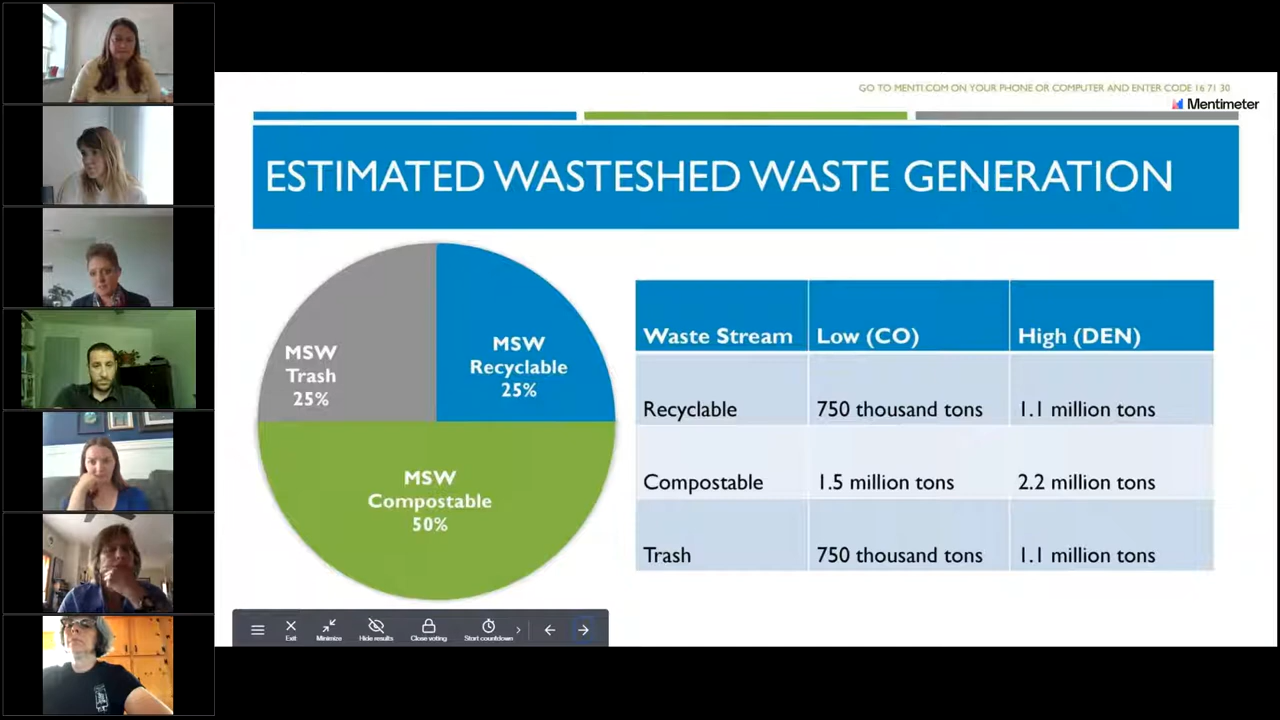 GO TO MENTI.COM ON YOUR PHONE OR COMPUTER AND ENTER CODE 16 71 30
Mentimeter
ESTIMATED WASTESHED WASTE GENERATION
MSW
Trash
25%
MSW
Recyclable
25%
MSW
Compostable
50%
Waste Stream Low (CO) High (DEN)
Recyclable 750 thousand tons 1.1 million tons
Compostable 1.5 million tons 2.2 million tons
Trash 750 thousand tons 1.1 million tons
Exit Minimize Hide results Close voting Start countdown